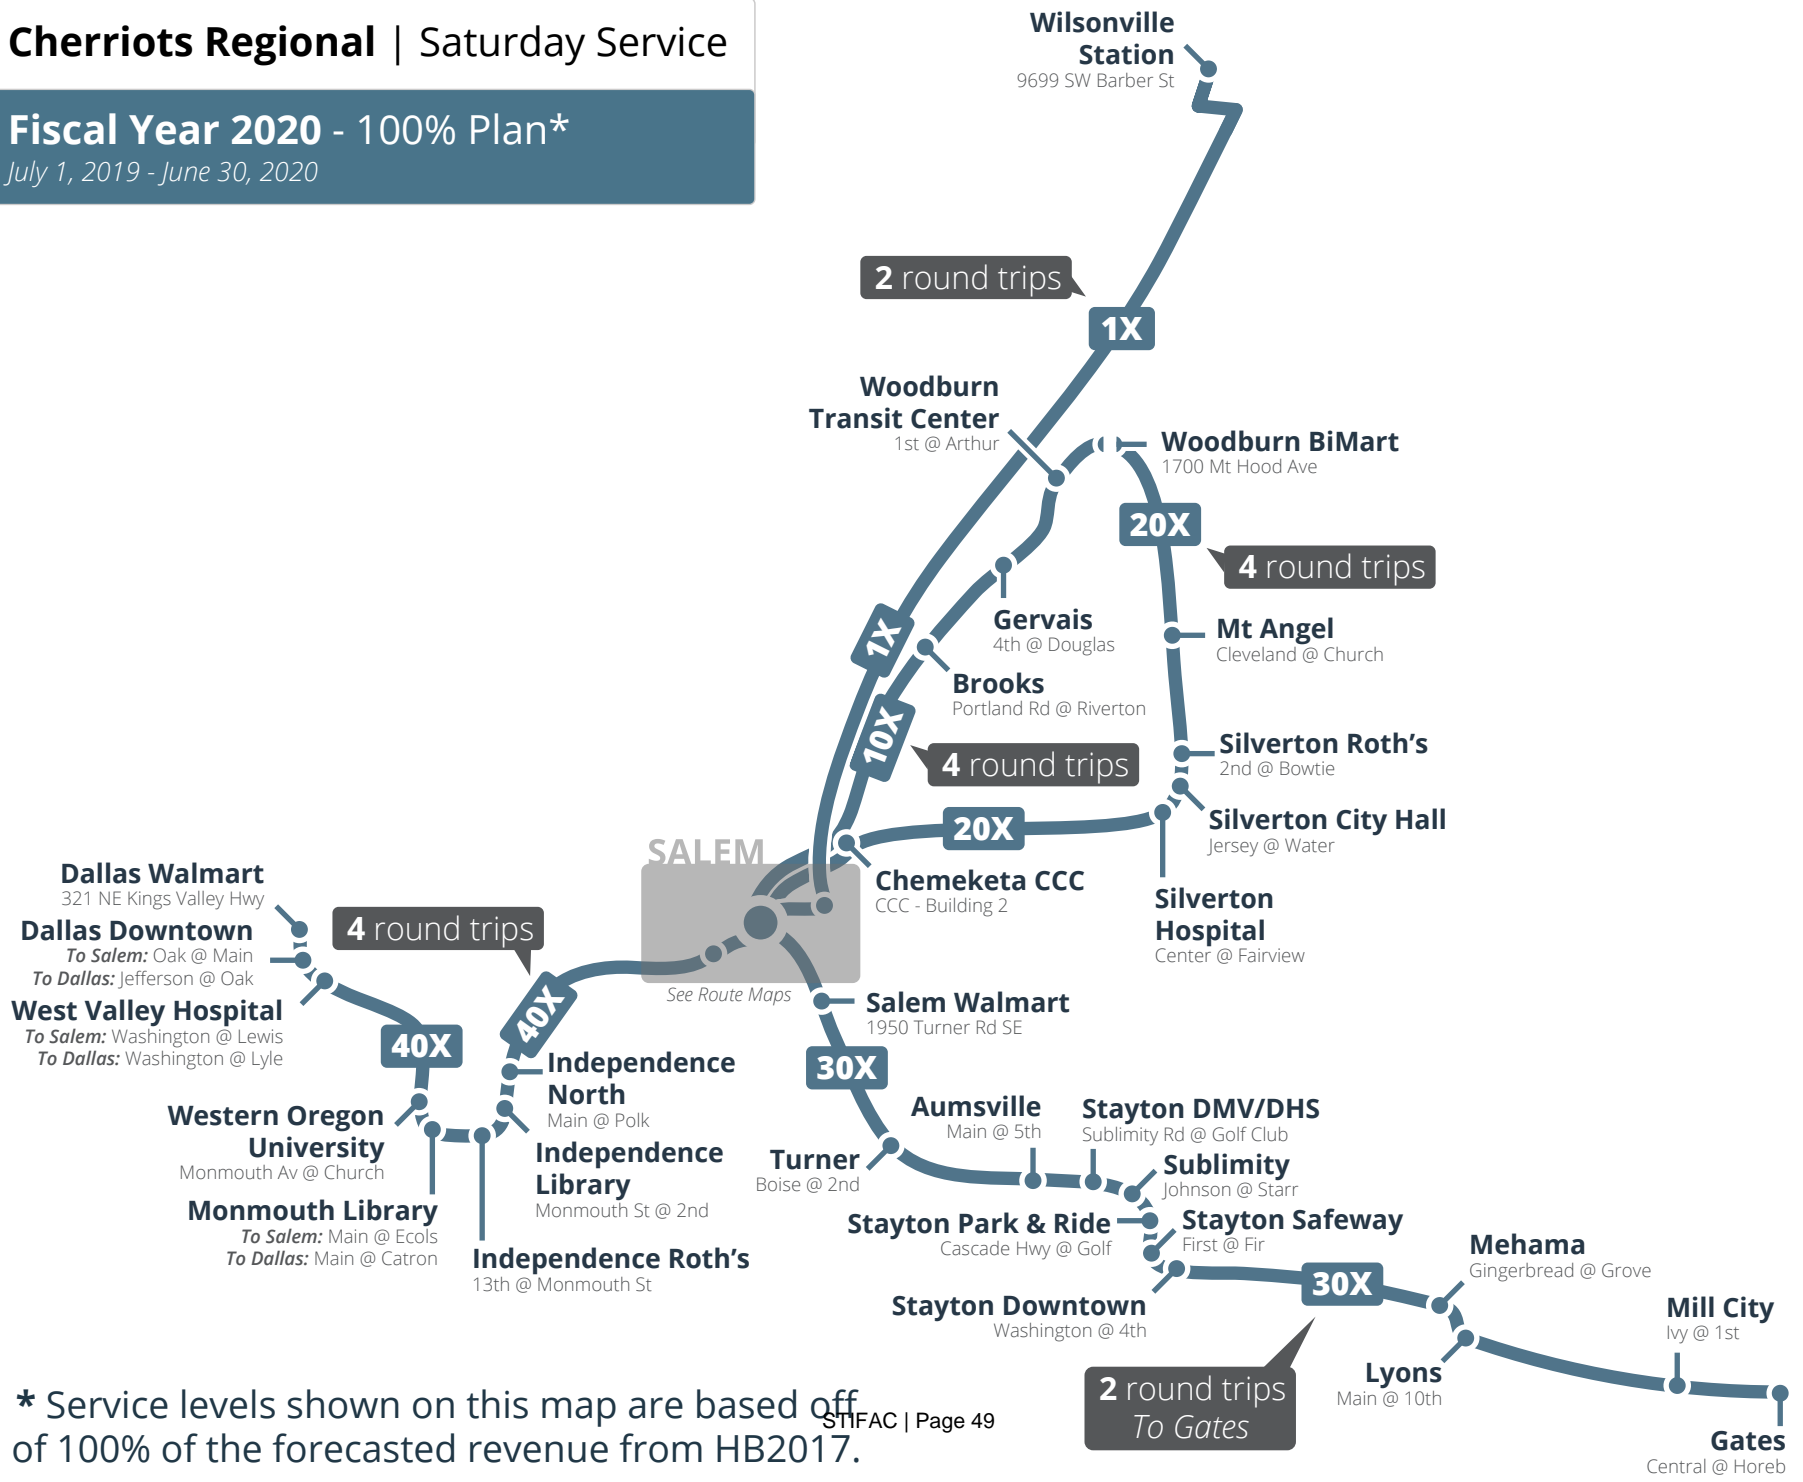 Cherriots Regional | Saturday Service
Fiscal Year 2020 - 100% Plan*
July 1, 2019 - June 30, 2020
Wilsonville
Station
9699 SW Barber St
2 round trips
1X
Woodburn
Transit Center
1st @ Arthur
Woodburn BiMart
1700 Mt Hood Ave
20X
4 round trips
Gervais
4th @ Douglas
Mt Angel
Cleveland @ Church
1X
Brooks
Portland Rd @ Riverton
10X
4 round trips
Silverton Roth's
2nd @ Bowtie
20X
Silverton City Hall
Jersey @ Water
SALEM
Chemeketa CCC
CCC - Building 2
Silverton
Hospital
Center @ Fairview
See Route Maps
Dallas Walmart
321 NE Kings Valley Hwy
Dallas Downtown
To Salem: Oak @ Main
To Dallas: Jefferson @ Oak
West Valley Hospital
To Salem: Washington @ Lewis
To Dallas: Washington @ Lyle
4 round trips
40X
40X
Independence
North
Main @ Polk
Western Oregon
University
Monmouth Av @ Church
Independence
Library
Monmouth St @ 2nd
Monmouth Library
To Salem: Main @ Ecols
To Dallas: Main @ Catron
Independence Roth's
13th @ Monmouth St
Salem Walmart
1950 Turner Rd SE
30X
Turner
Boise @ 2nd
Aumsville
Main @ 5th
Stayton DMV/DHS
Sublimity Rd @ Golf Club
Sublimity
Johnson @ Starr
Stayton Park & Ride
Cascade Hwy @ Golf
Stayton Safeway
First @ Fir
Stayton Downtown
Washington @ 4th
30X
2 round trips
To Gates
Mehama
Gingerbread @ Grove
Lyons
Main @ 10th
Mill City
Ivy @ 1st
Gates
Central @ Horeb
* Service levels shown on this map are based off
of 100% of the forecasted revenue from HB2017.
STIFAC | Page 49